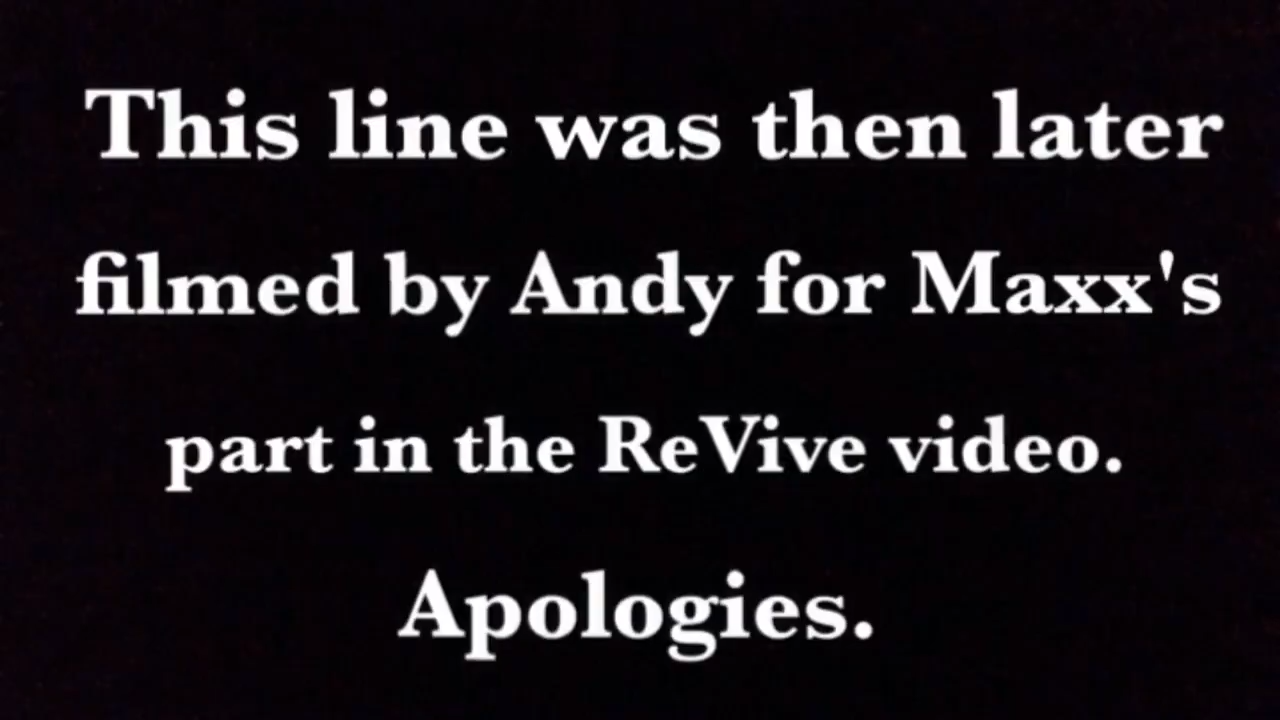 This line was then later
filmed by Andy for Maxx's
part in the ReVive video.
Apologies.